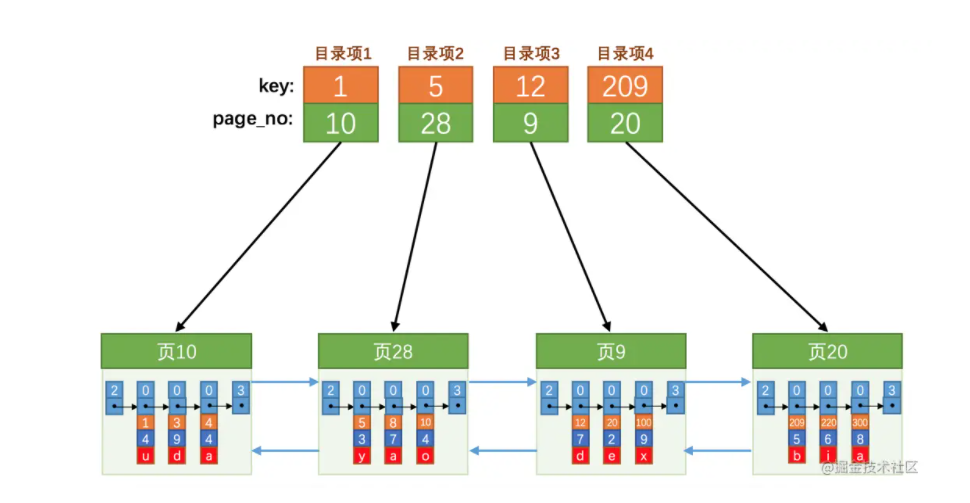 目录项1 目录项2 目录项3 目录项4
key: 1 5 12 209
page_no: 10 28 9 20
页10 页28 页9 页20
2 0 0 0 3 2 0 0 0 3 2 0 0 0 3 2 0 0 0 3
1 3 4 5 8 10 12 20 100 209 220 300
4 9 4 3 7 4 7 2 9 5 6 8
u d a y a o d e x b i a
@掘金技术社区